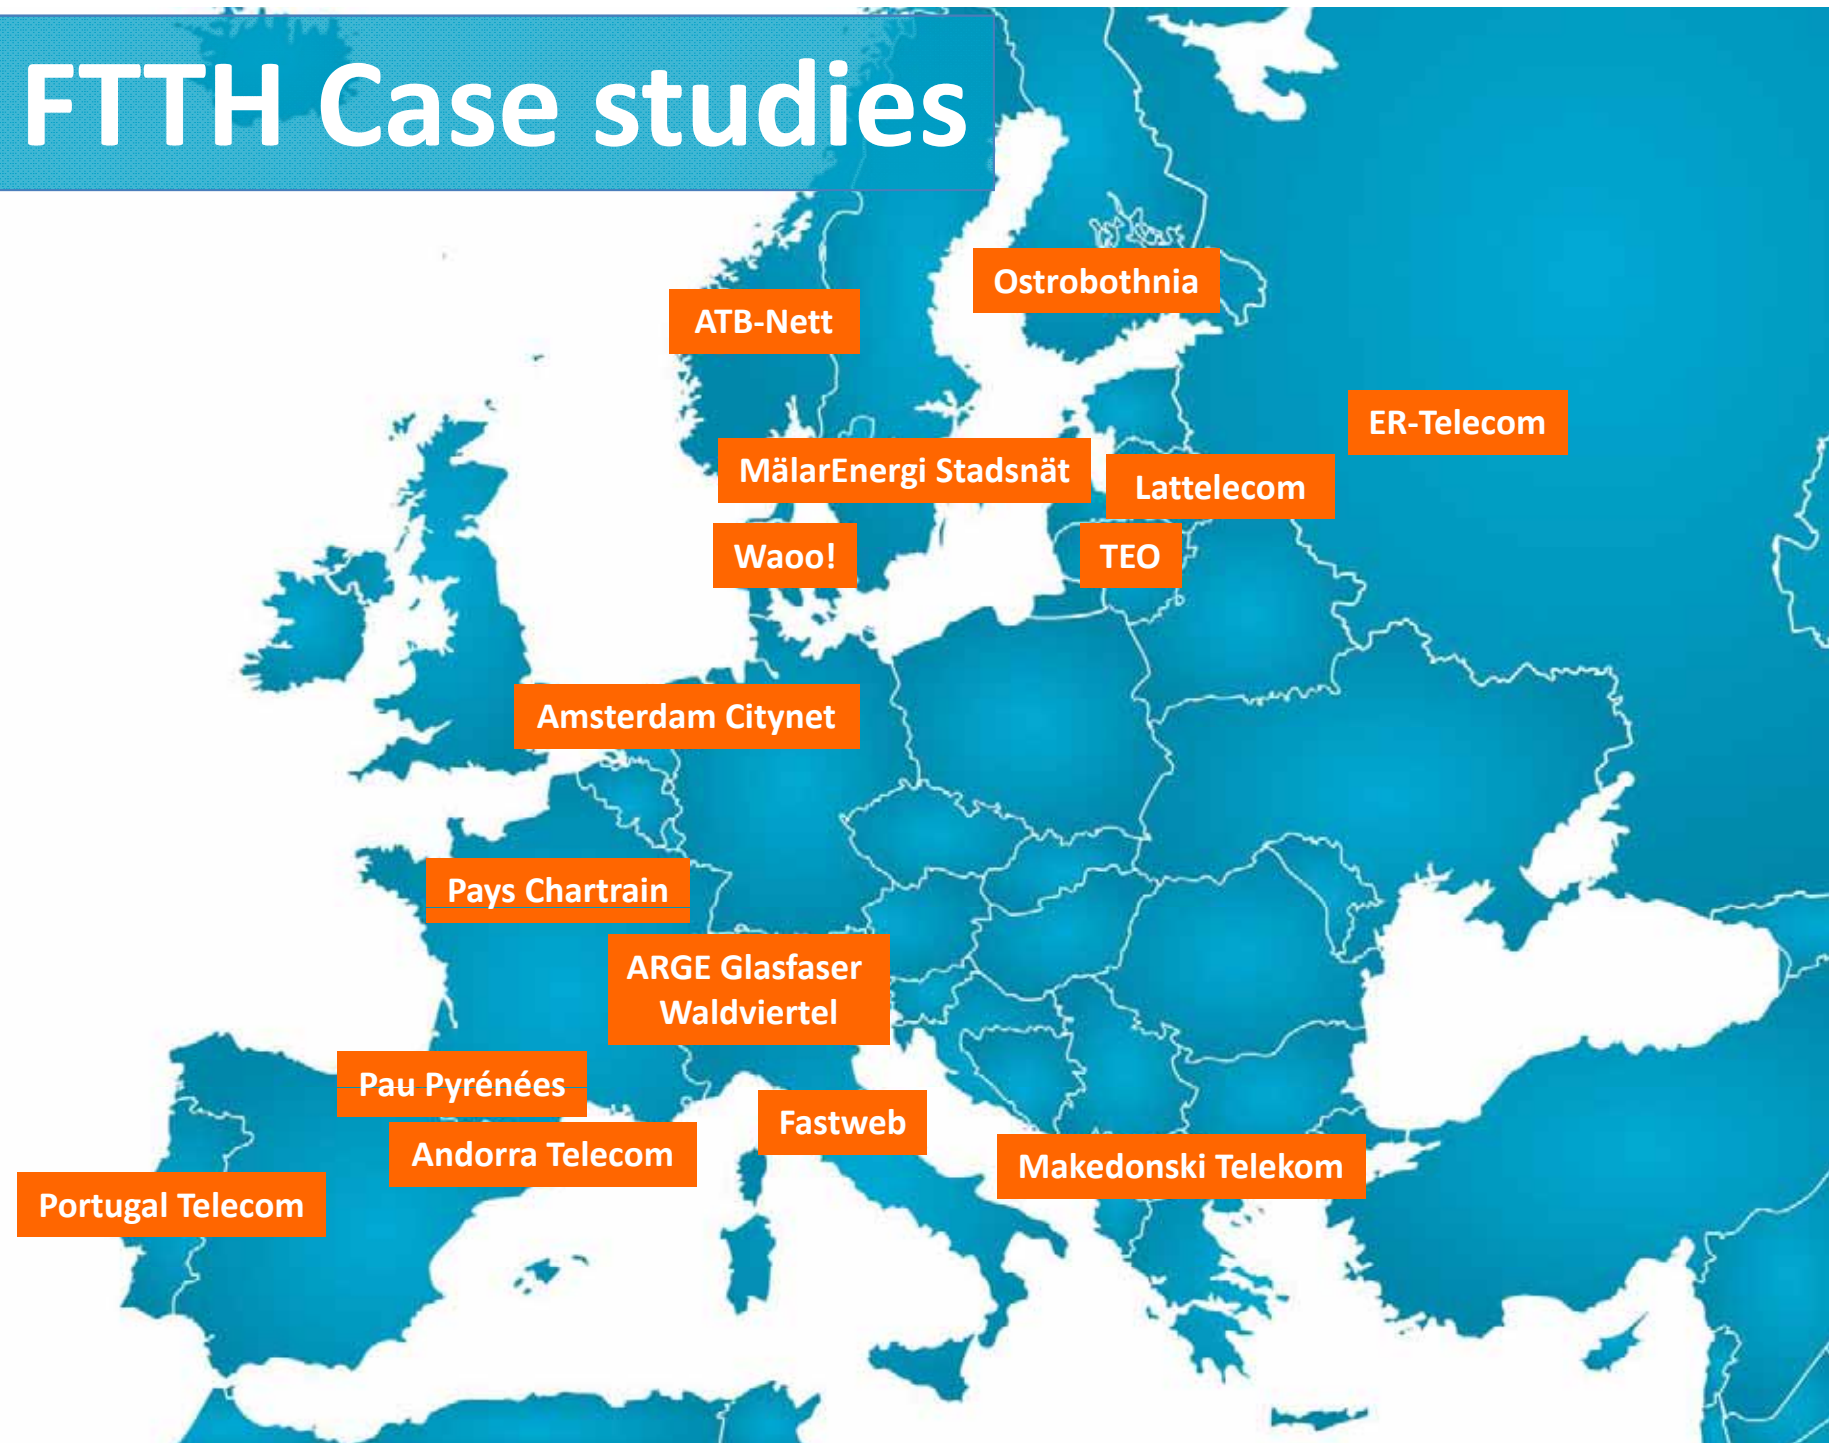 FTTH Case studies
Ostrobothnia
ATB-Nett
ER-Telecom
MälarEnergi Stadsnät
Lattelecom
Waoo!
TEO
Amsterdam Citynet
Pays Chartrain
ARGE Glasfaser
Waldviertel
Pau Pyrénées
Fastweb
Andorra Telecom
Makedonski Telekom
Portugal Telecom